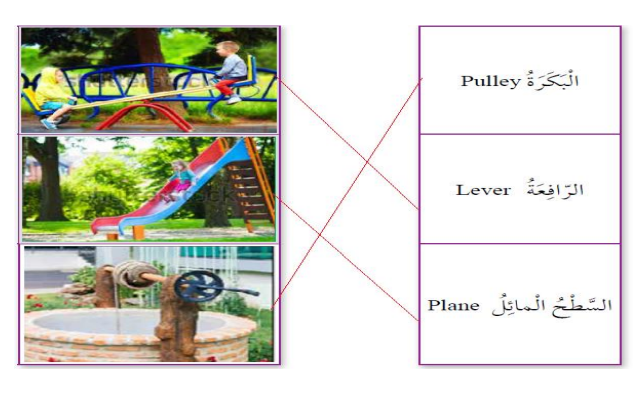 Pulley الْبَكَرَةُ
Lever الرّافِعَةُ
Plane السَّطْحُ الْمائِلُ